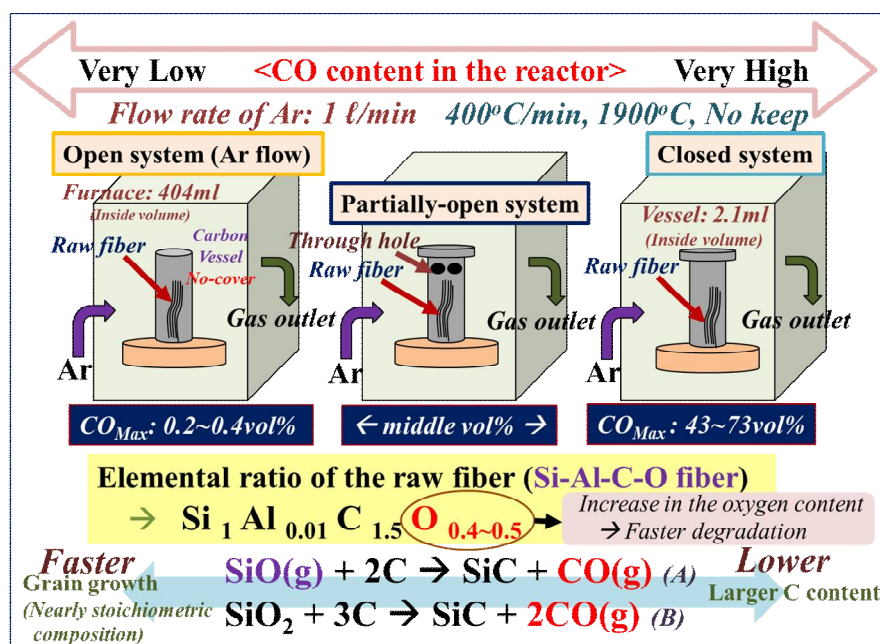 Very Low <CO content in the reactor> Very High
Flow rate of Ar: 1 ℓ/min 400°C/min, 1900°C, No keep
Open system (Ar flow)
Furnace: 404ml
(Inside volume)
Raw fiber
Carbon
Vessel
No-cover
Gas outlet
Ar
CO Max: 0.2~0.4vol%
Partially-open system
Through hole
Raw fiber
Gas outlet
Ar
← middle vol% →
Closed system
Vessel: 2.1ml
(Inside volume)
Raw fiber
Gas outlet
Ar
CO Max: 43~73vol%
Elemental ratio of the raw fiber (Si-Al-C-O fiber)
→ Si 1 Al 0.01 C 1.5 O 0.4~0.5
Increase in the oxygen content
→ Faster degradation
Faster
Grain growth
(Nearly stoichiometric
composition)
SiO(g) + 2C → SiC + CO(g) (A)
SiO2 + 3C → SiC + 2CO(g) (B)
Lower
Larger C content